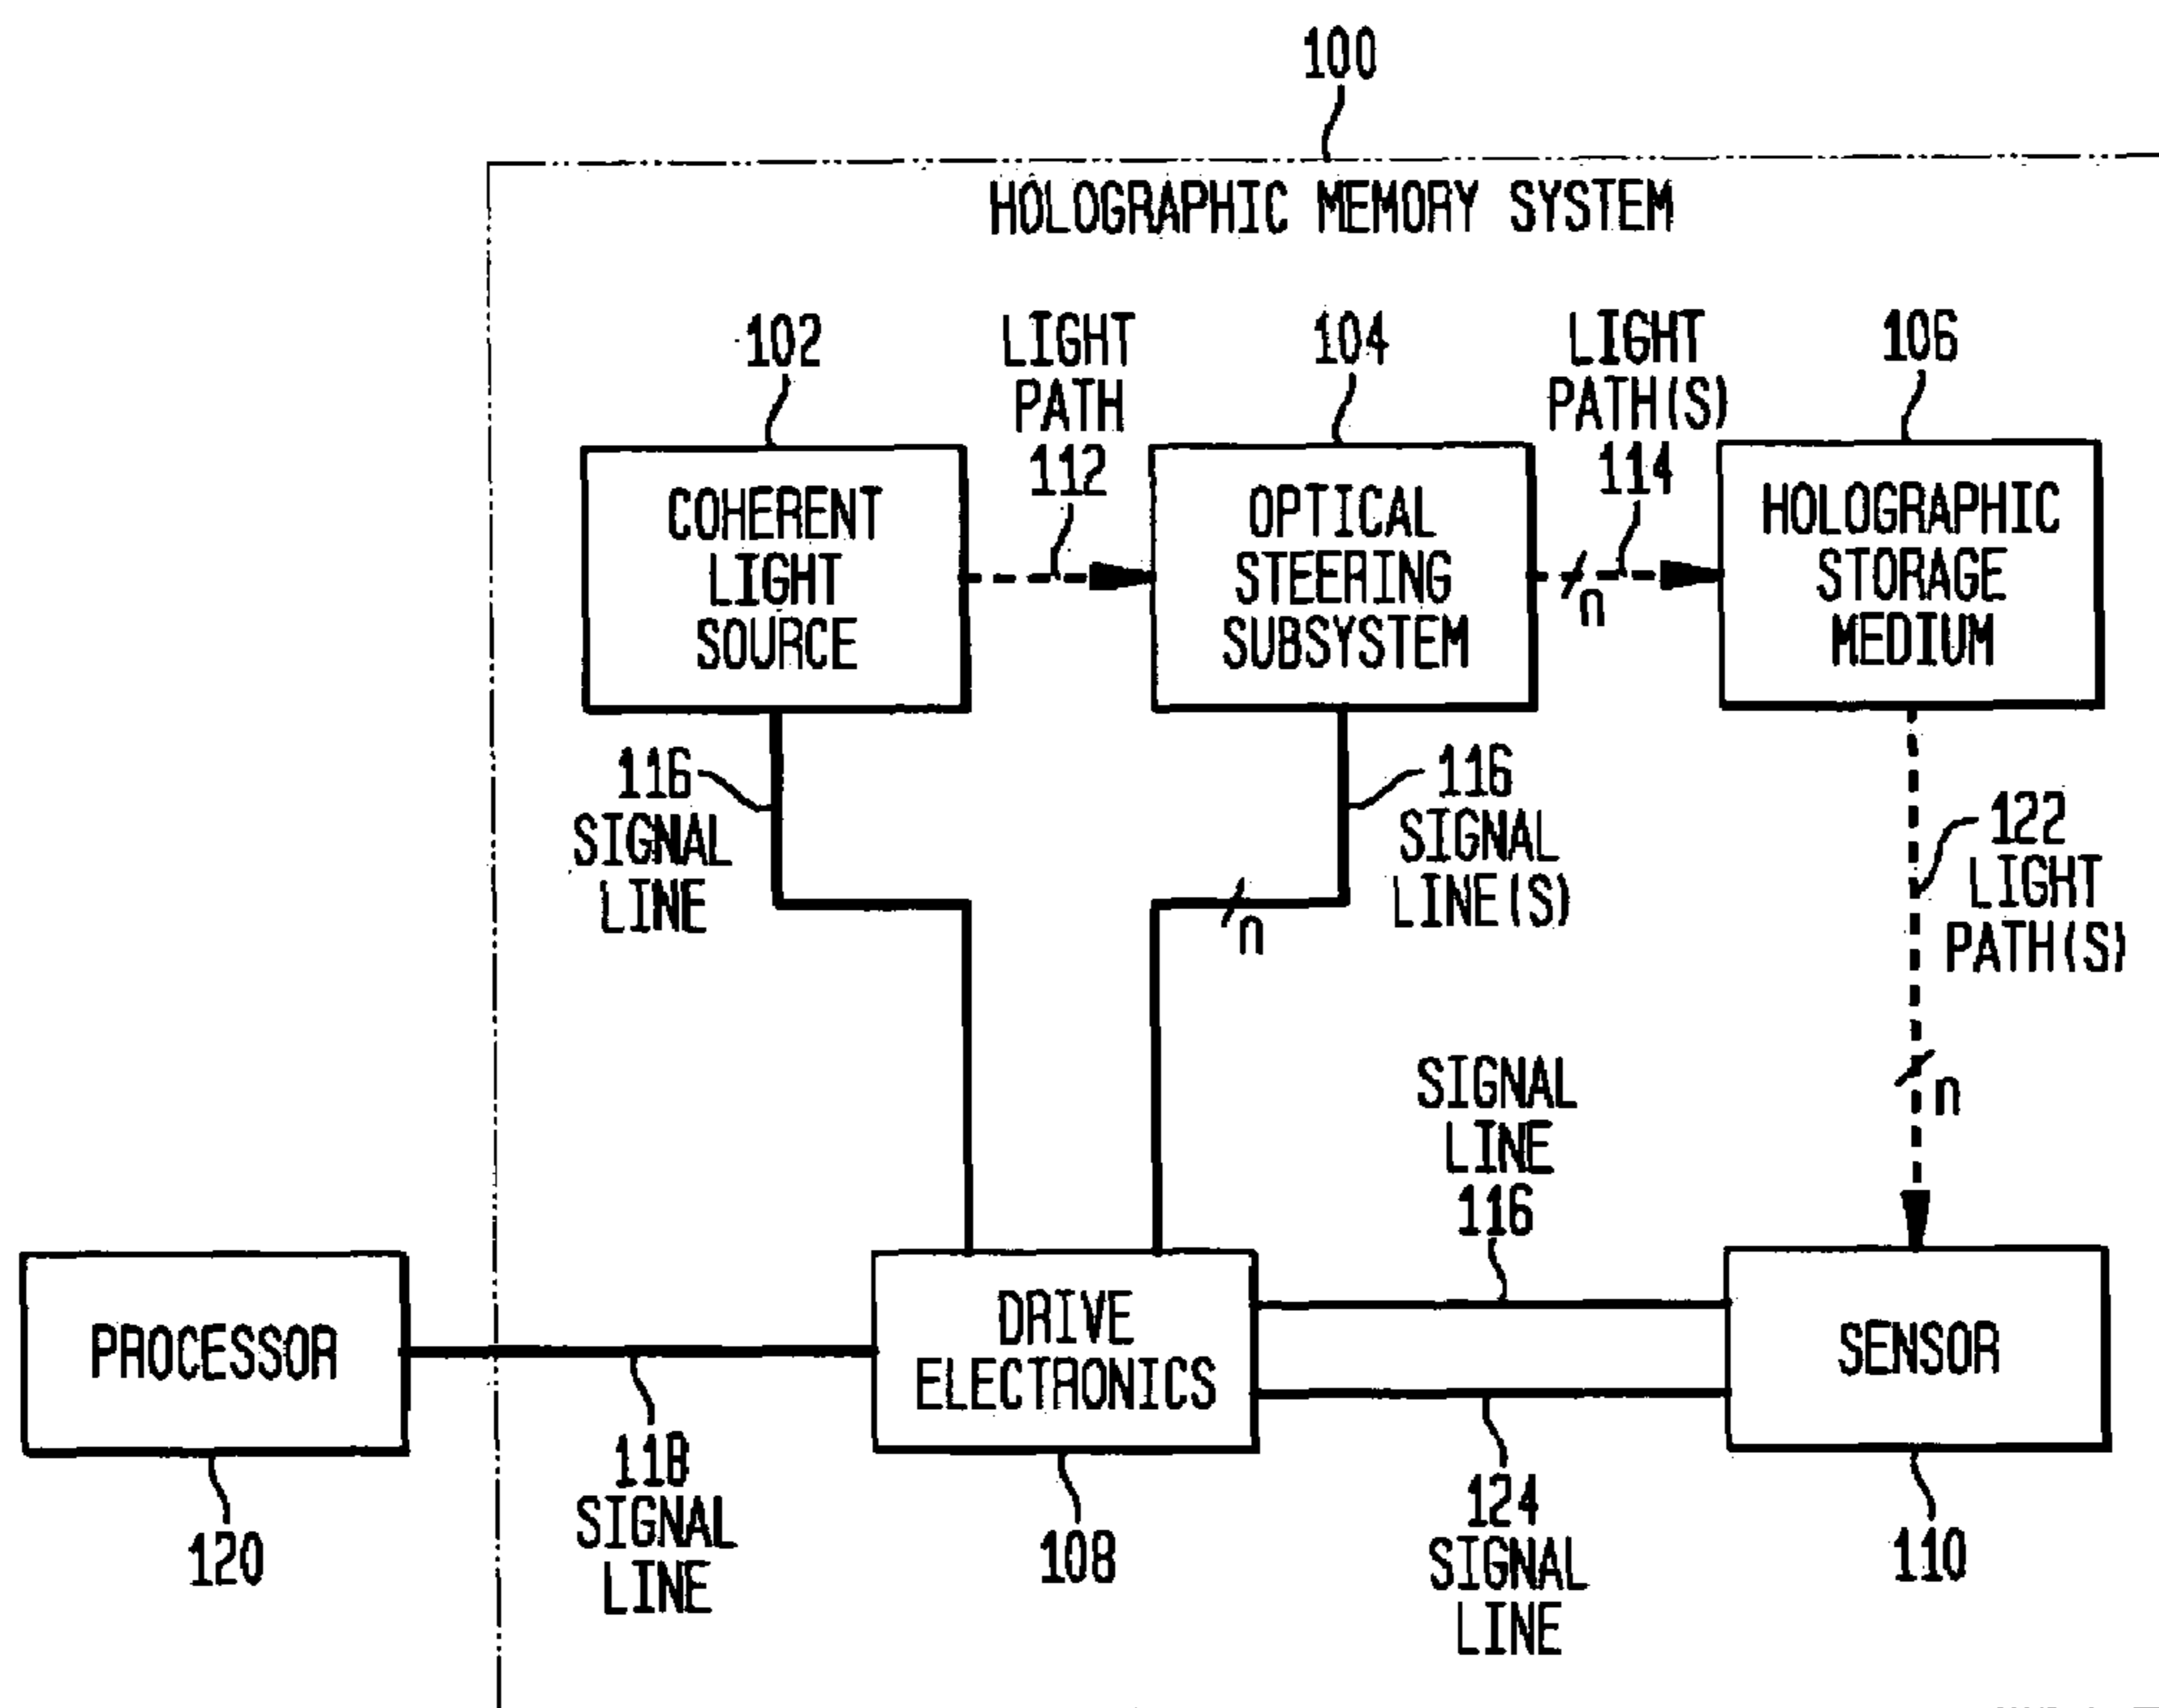 100
HOLOGRAPHIC MEMORY SYSTEM
102
LIGHT
PATH
112
104
LIGHT
PATH(S)
114
106
COHERENT
LIGHT
SOURCE
OPTICAL
STEERING
SUBSYSTEM
n
HOLOGRAPHIC
STORAGE
MEDIUM
116
SIGNAL
LINE
116
SIGNAL
LINE(S)
n
122
LIGHT
PATH(S)
n
SIGNAL
LINE
116
PROCESSOR
DRIVE
ELECTRONICS
SENSOR
120
118
SIGNAL
LINE
108
124
SIGNAL
LINE
110